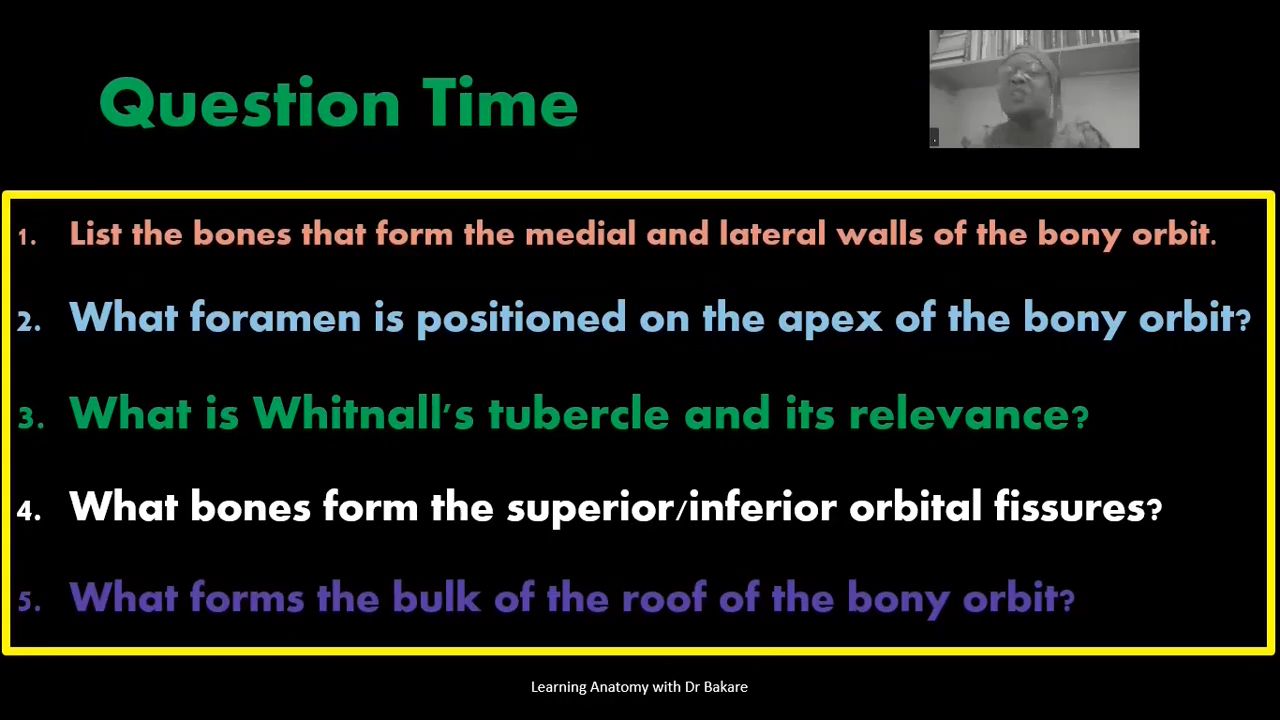 Question Time
1. List the bones that form the medial and lateral walls of the bony orbit.
2. What foramen is positioned on the apex of the bony orbit?
3. What is Whitnall's tubercle and its relevance?
4. What bones form the superior/inferior orbital fissures?
5. What forms the bulk of the roof of the bony orbit?
Learning Anatomy with Dr Bakare